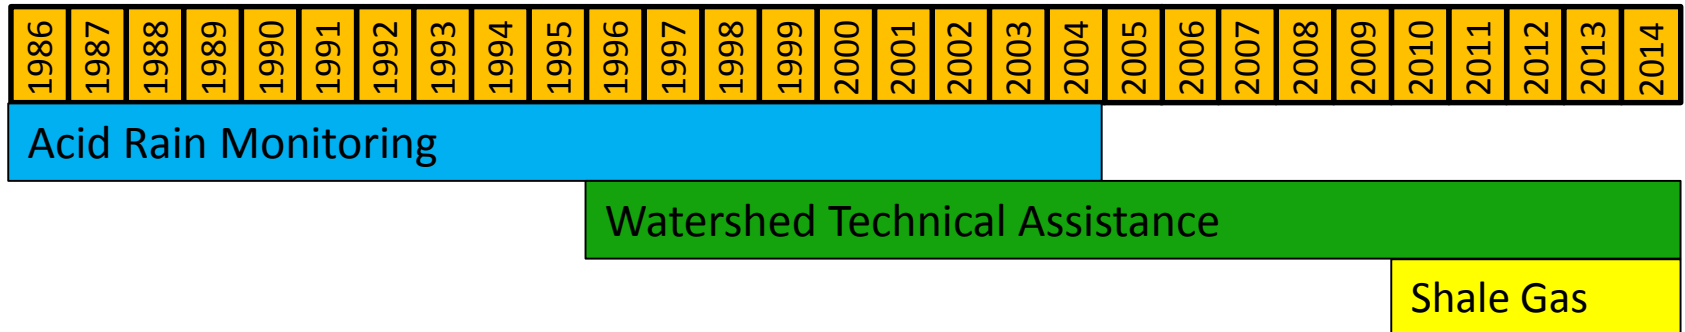 1986 1987 1988 1989 1990 1991 1992 1993 1994 1995 1996 1997 1998 1999 2000 2001 2002 2003 2004 2005 2006 2007 2008 2009 2010 2011 2012 2013 2014
Acid Rain Monitoring
Watershed Technical Assistance
Shale Gas